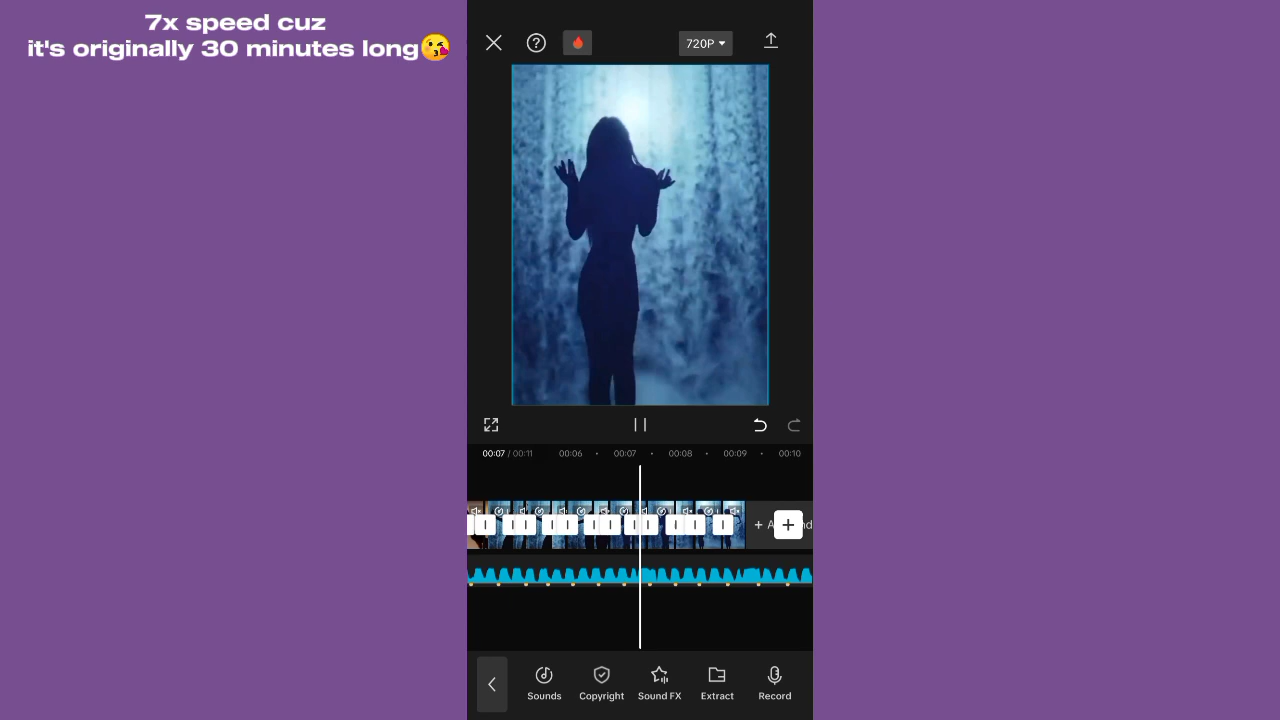 7x speed cuz
it's originally 30 minutes long😘
720P
00:07 / 00:11 00:06 00:07 00:08 00:09 00:10
Sounds Copyright Sound FX Extract Record